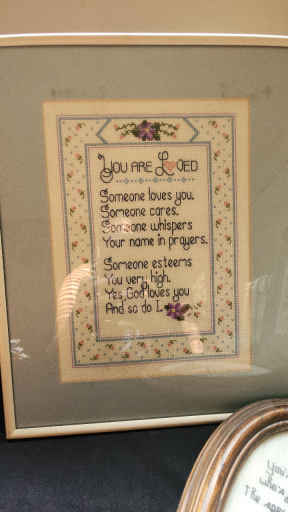 You are Loved
Someone loves you,
Someone cares,
Someone whispers
Your name in prayers.
Someone esteems
You very high,
Yes, God loves you
And so do I.